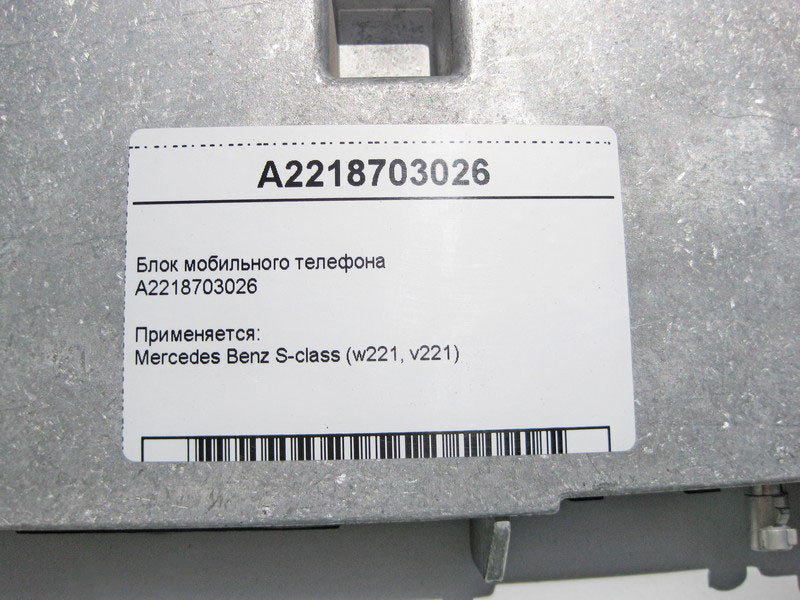 A2218703026
Блок мобильного телефона
A2218703026
Применяется:
Mercedes Benz S-class (w221, v221)